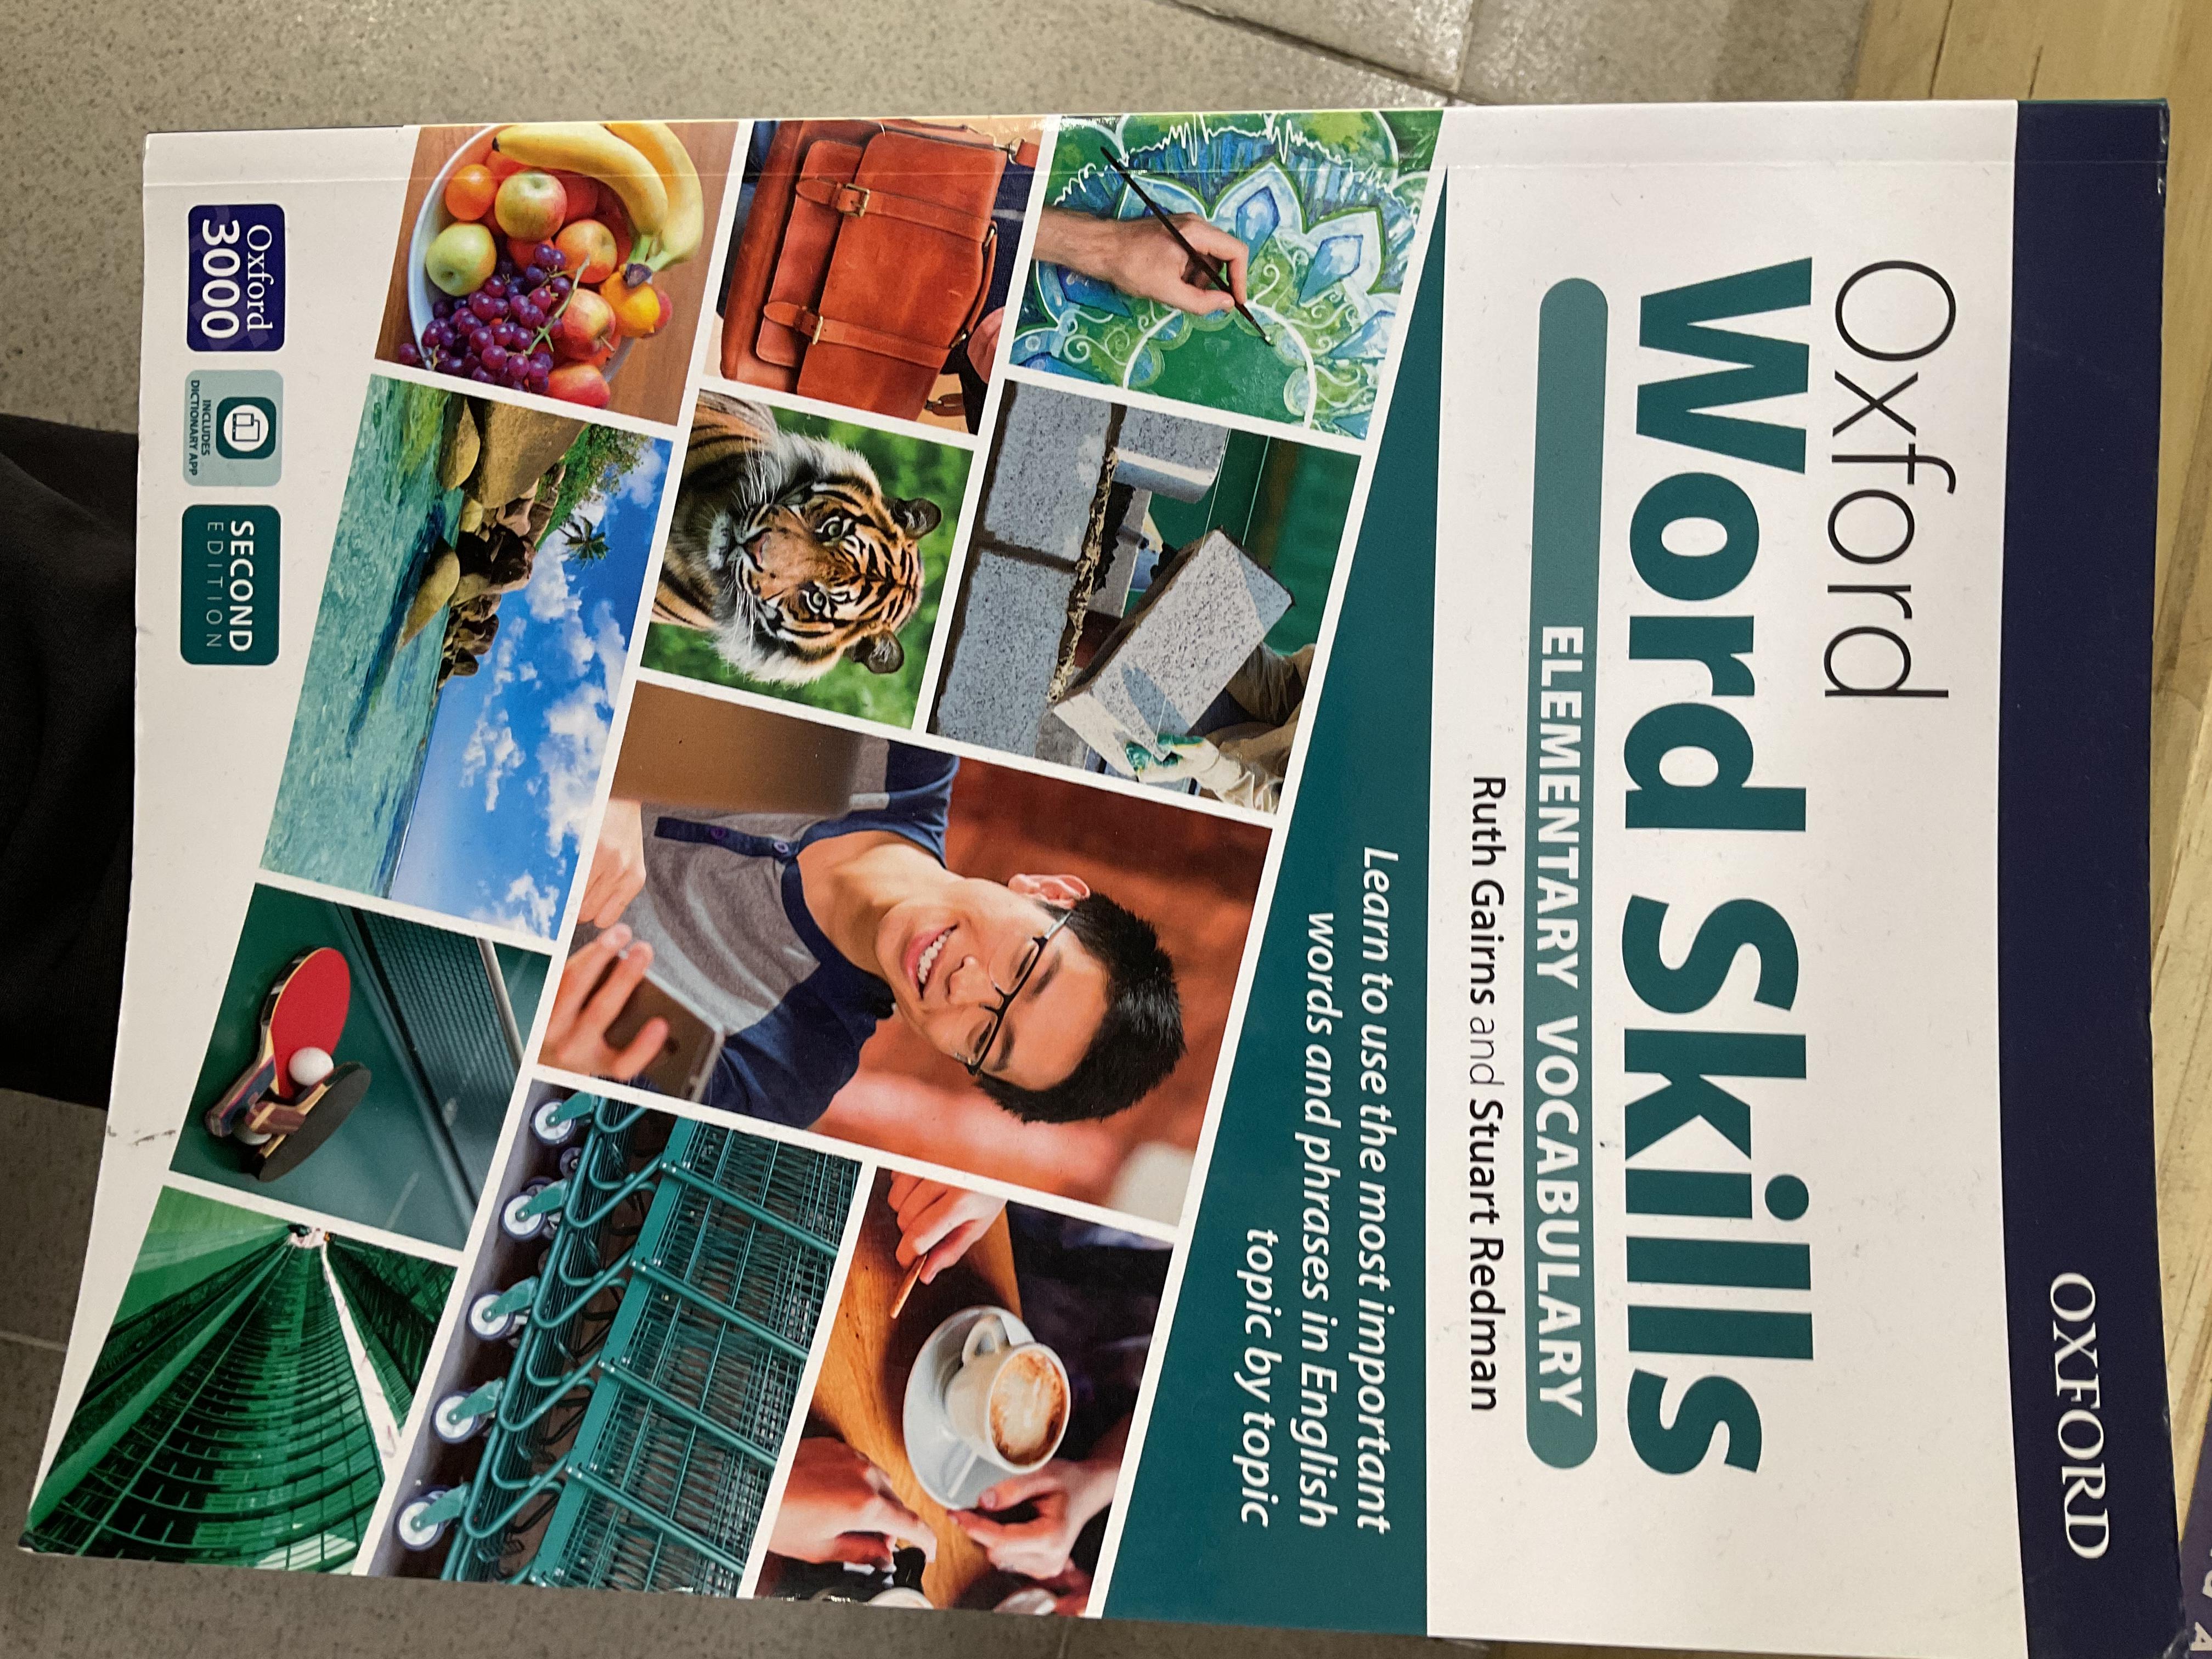 OXFORD
Oxford
Word Skills
ELEMENTARY VOCABULARY
Ruth Gairns and Stuart Redman
Learn to use the most important
words and phrases in English
topic by topic
Oxford
3000
INCLUDES
DICTIONARY APP
SECOND
EDITION